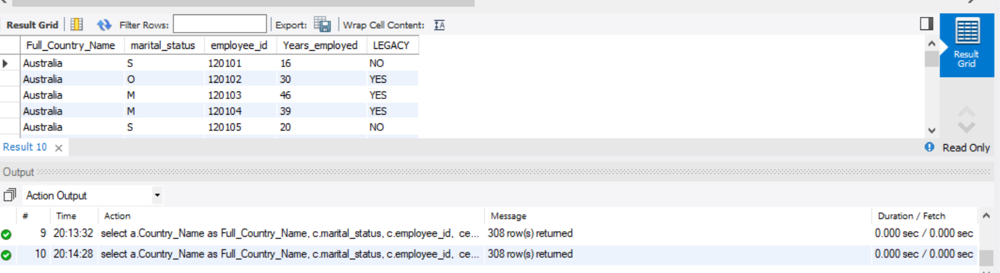 Result Grid Filter Rows: Export: Wrap Cell Content: IA
Full_Country_Name marital_status employee_id Years_employed LEGACY
Australia S 120101 16 NO
Australia O 120102 30 YES
Australia M 120103 46 YES
Australia M 120104 39 YES
Australia S 120105 20 NO
Result
Grid
Result 10 × Read Only
Output
Action Output
# Time Action Message Duration / Fetch
9 20:13:32 select a.Country_Name as Full_Country_Name, c.marital_status, c.employee_id, ce... 308 row(s) returned 0.000 sec / 0.000 sec
10 20:14:28 select a.Country_Name as Full_Country_Name, c.marital_status, c.employee_id, ce... 308 row(s) returned 0.000 sec / 0.000 sec